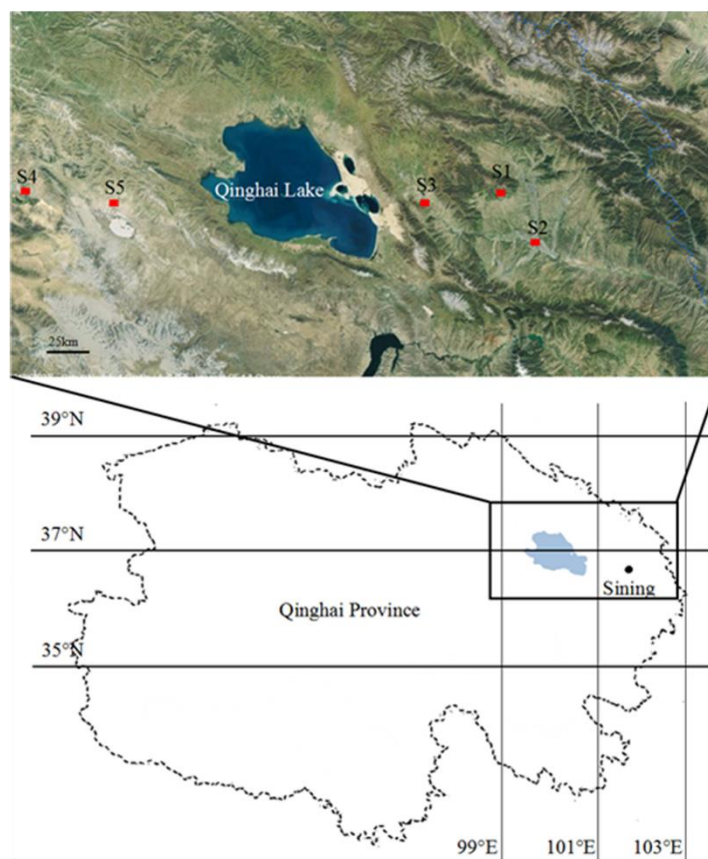 S4
S5
Qinghai Lake
S3
S1
S2
25km
39°N
37°N
Sining
Qinghai Province
35°N
99°E
101°E
103°E